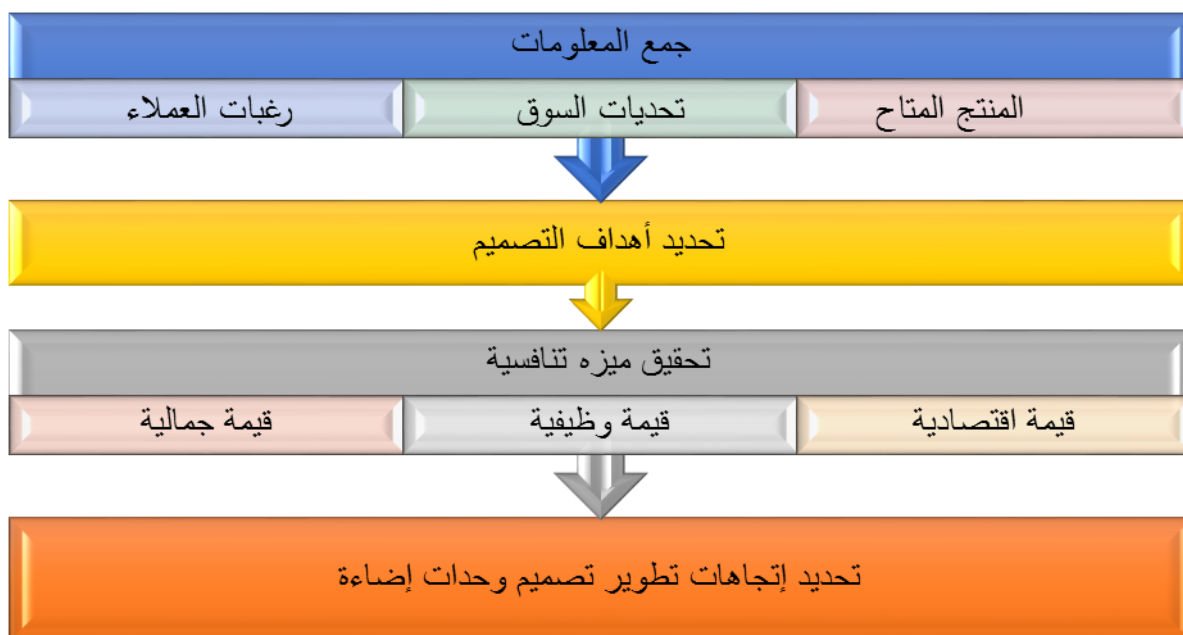 جمع المعلومات
المنتج المتاح
تحديات السوق
رغبات العملاء
تحديد أهداف التصميم
تحقيق ميزه تنافسية
قيمة اقتصادية
قيمة وظيفية
قيمة جمالية
تحديد إتجاهات تطوير تصميم وحدات إضاءة